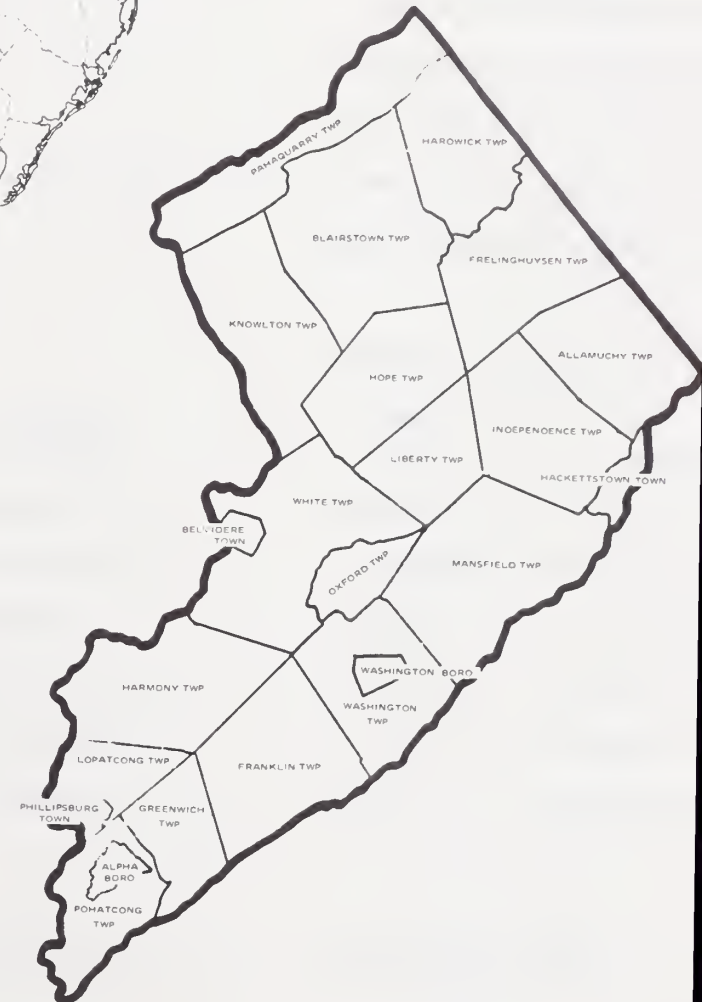 PAHAQUARRY TWP
HARDWICK TWP
BLAIRSTOWN TWP
FRELINGHUYSEN TWP
KNOWLTON TWP
ALLAMUCHY TWP
HOPE TWP
INDEPENDENCE TWP
LIBERTY TWP
HACKETTSTOWN TOWN
WHITE TWP
BELVIDERE
TOWN
OXFORD TWP
MANSFIELD TWP
WASHINGTON BORO
HARMONY TWP
WASHINGTON
TWP
LOPATCONG TWP
FRANKLIN TWP
PHILLIPSBURG
TOWN
GREENWICH
TWP
ALPHA
BORO
POHATCONG
TWP